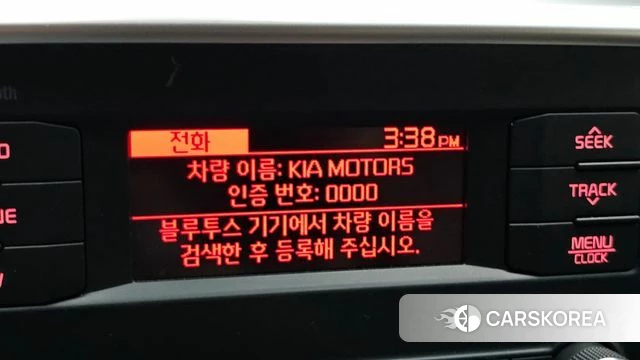 전화 3:38 PM
차량 이름: KIA MOTORS
인증 번호: 0000
블루투스 기기에서 차량 이름을
검색한 후 등록해 주십시오.
SEEK
TRACK
MENU
CLOCK
CARSKOREA